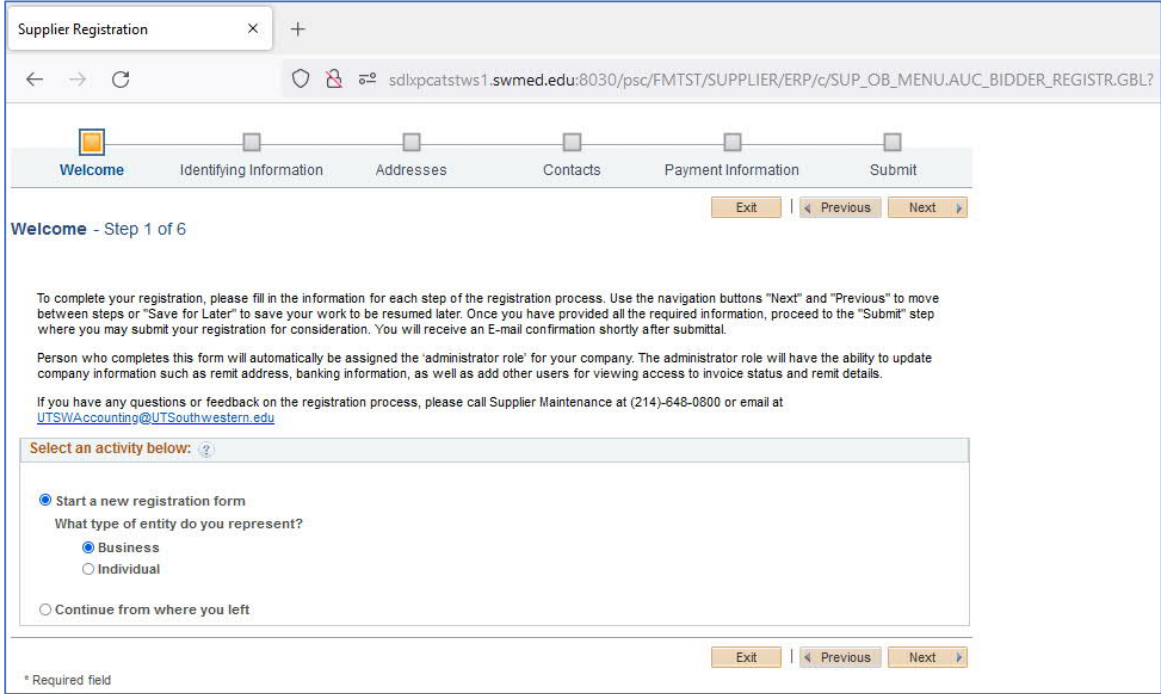 Supplier Registration
sdlxpcatstws1.swmed.edu:8030/psc/FMTST/SUPPLIER/ERP/c/SUP_OB_MENU.AUC_BIDDER_REGISTR.GBL?
Welcome Identifying Information Addresses Contacts Payment Information Submit
Exit | Previous Next
Welcome - Step 1 of 6
To complete your registration, please fill in the information for each step of the registration process. Use the navigation buttons "Next" and "Previous" to move
between steps or "Save for Later" to save your work to be resumed later. Once you have provided all the required information, proceed to the "Submit" step
where you may submit your registration for consideration. You will receive an E-mail confirmation shortly after submittal.
Person who completes this form will automatically be assigned the 'administrator role' for your company. The administrator role will have the ability to update
company information such as remit address, banking information, as well as add other users for viewing access to invoice status and remit details.
If you have any questions or feedback on the registration process, please call Supplier Maintenance at (214)-648-0800 or email at
UTSWAccounting@UTSouthwestern.edu
Select an activity below: ?
Start a new registration form
What type of entity do you represent?
Business
Individual
Continue from where you left
Exit | Previous Next
* Required field